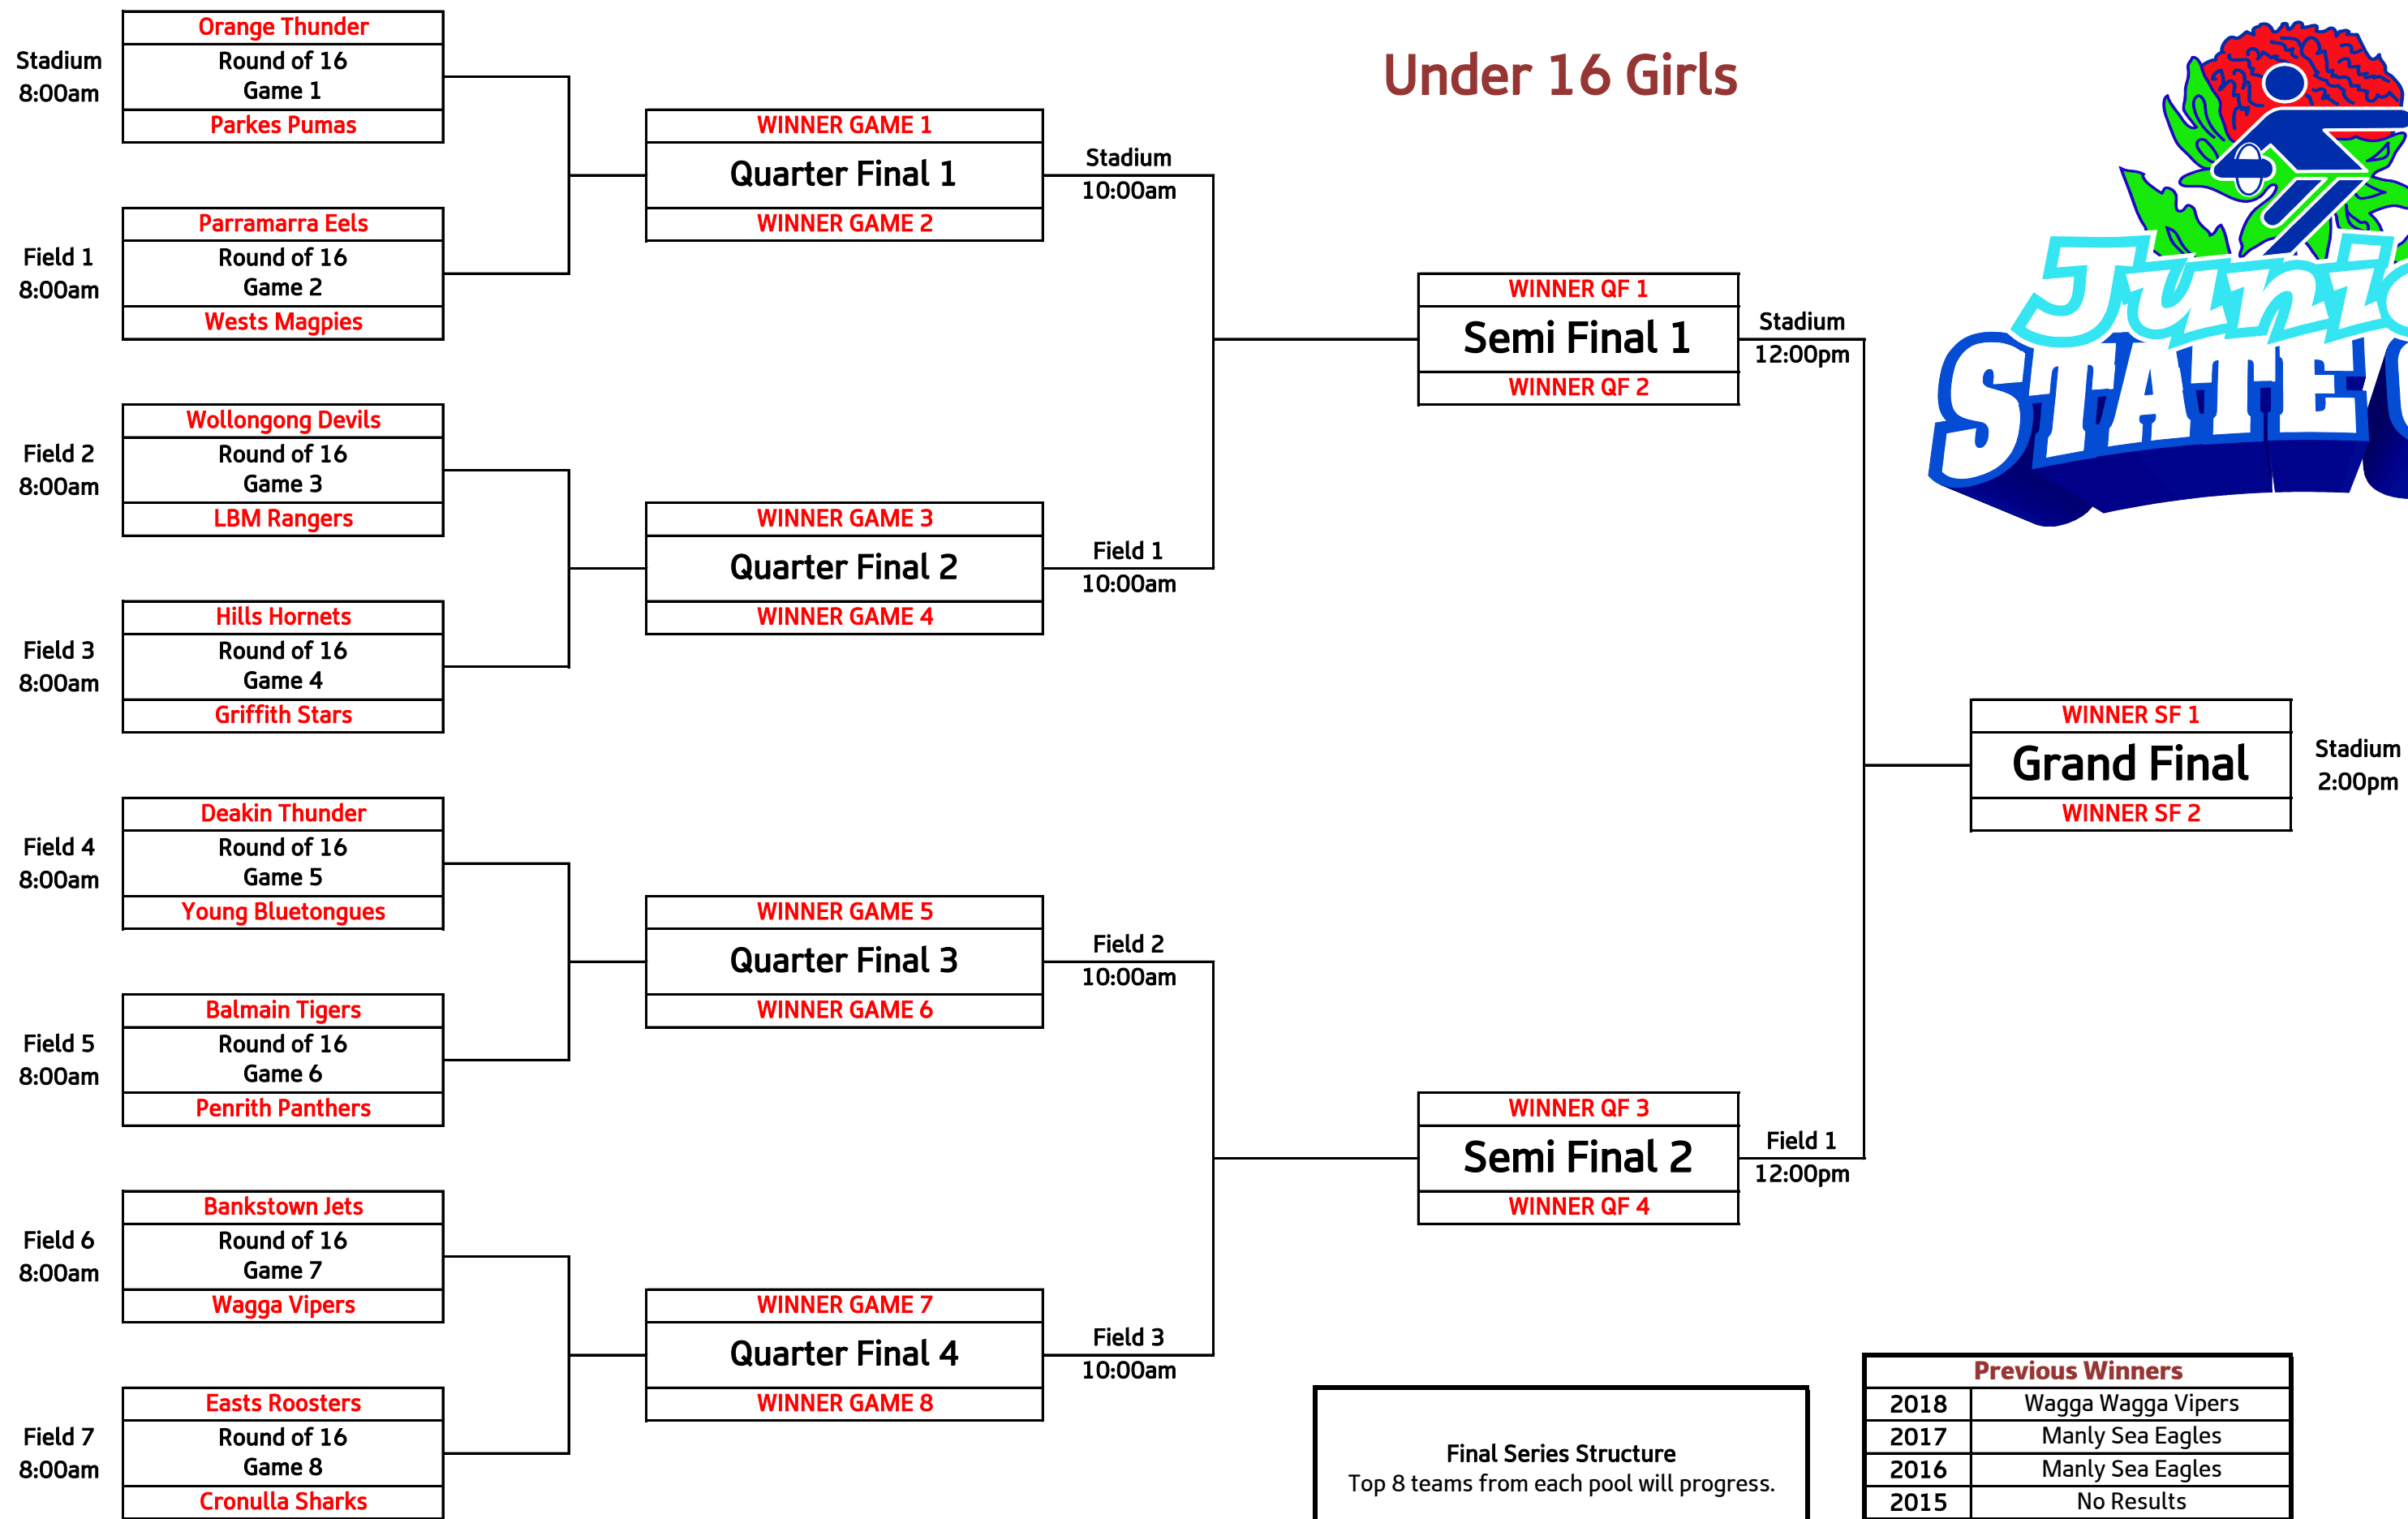 Under 16 Girls
Junio
STATE
Stadium
8:00am
Orange Thunder
Round of 16
Game 1
Parkes Pumas
Field 1
8:00am
Parramarra Eels
Round of 16
Game 2
Wests Magpies
Field 2
8:00am
Wollongong Devils
Round of 16
Game 3
LBM Rangers
Field 3
8:00am
Hills Hornets
Round of 16
Game 4
Griffith Stars
Field 4
8:00am
Deakin Thunder
Round of 16
Game 5
Young Bluetongues
Field 5
8:00am
Balmain Tigers
Round of 16
Game 6
Penrith Panthers
Field 6
8:00am
Bankstown Jets
Round of 16
Game 7
Wagga Vipers
Field 7
8:00am
Easts Roosters
Round of 16
Game 8
Cronulla Sharks
WINNER GAME 1
Quarter Final 1
WINNER GAME 2
Stadium
10:00am
WINNER GAME 3
Quarter Final 2
WINNER GAME 4
Field 1
10:00am
WINNER GAME 5
Quarter Final 3
WINNER GAME 6
Field 2
10:00am
WINNER GAME 7
Quarter Final 4
WINNER GAME 8
Field 3
10:00am
WINNER QF 1
Semi Final 1
WINNER QF 2
Stadium
12:00pm
WINNER QF 3
Semi Final 2
WINNER QF 4
Field 1
12:00pm
WINNER SF 1
Grand Final
WINNER SF 2
Stadium
2:00pm
Final Series Structure
Top 8 teams from each pool will progress.
Previous Winners
2018 Wagga Wagga Vipers
2017 Manly Sea Eagles
2016 Manly Sea Eagles
2015 No Results